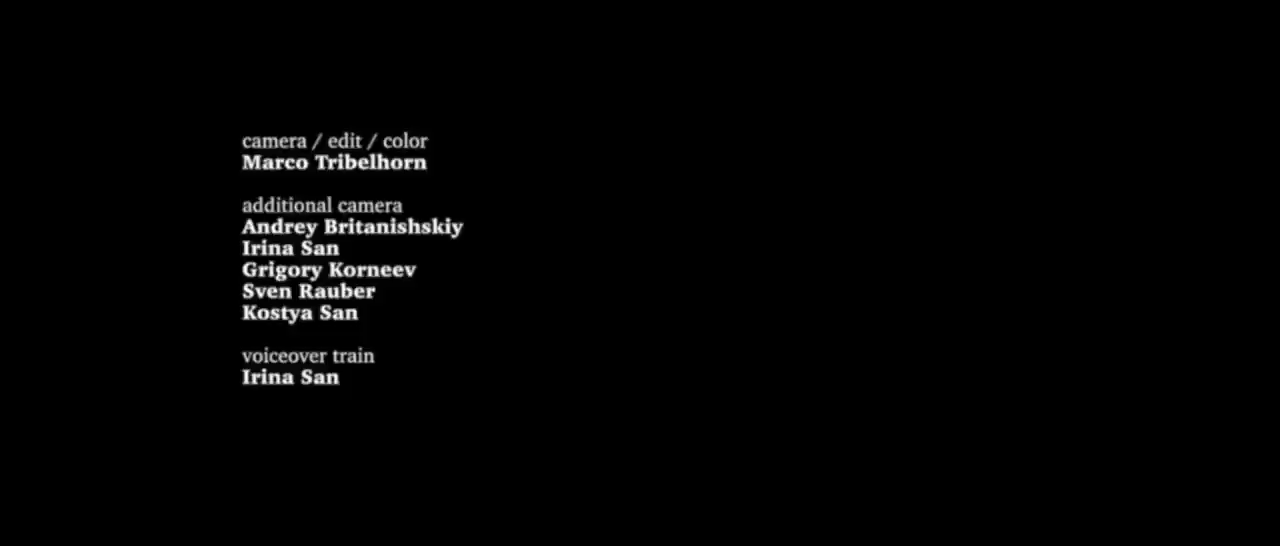 camera / edit / color
Marco Tribelhorn
additional camera
Andrey Britanishskiy
Irina San
Grigory Korneev
Sven Rauber
Kostya San
voiceover train
Irina San